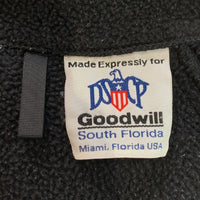 Made Expressly for
DSCP
Goodwill
South Florida
Miami, Florida USA